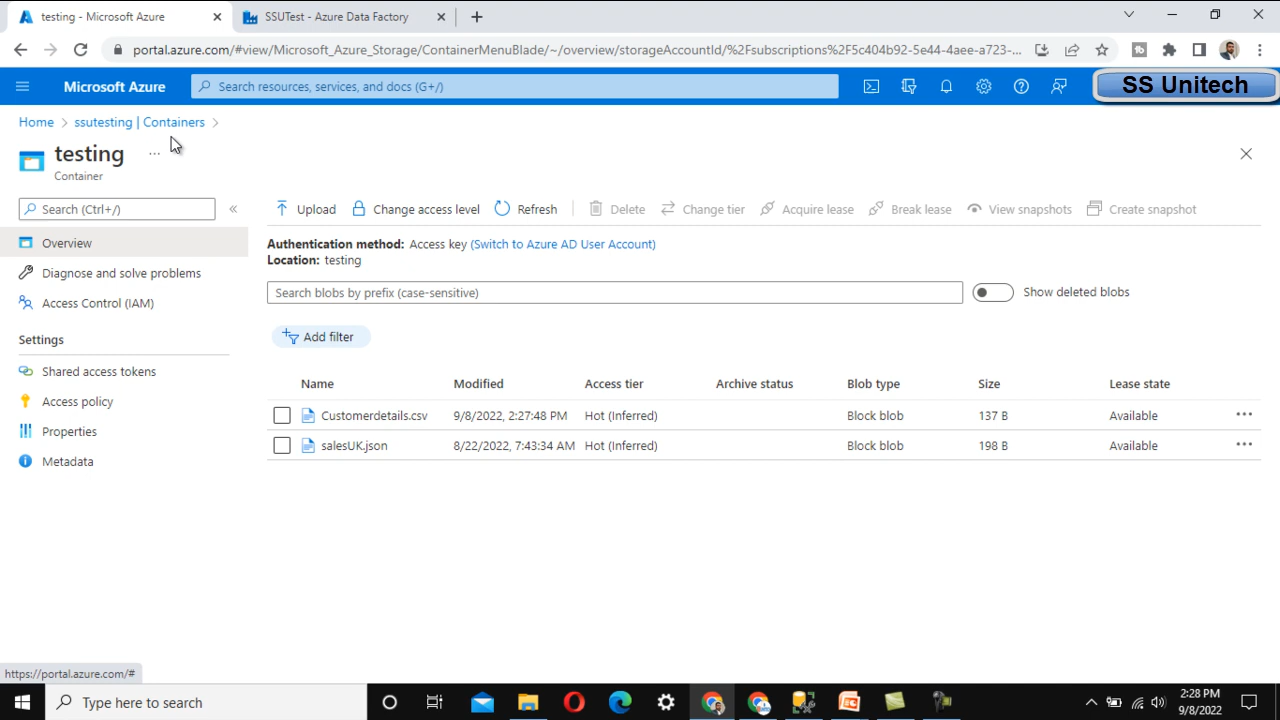 testing - Microsoft Azure
SSUTest - Azure Data Factory
portal.azure.com/#view/Microsoft_Azure_Storage/ContainerMenuBlade/~/overview/storageAccountId/%2Fsubscriptions%2F5c404b92-5e44-4aee-a723-...
Microsoft Azure
Search resources, services, and docs (G+/)
SS Unitech
Home > ssutesting | Containers >
testing ...
Container
Search (Ctrl+/)
«
Upload
Change access level
Refresh
Delete
Change tier
Acquire lease
Break lease
View snapshots
Create snapshot
Overview
Diagnose and solve problems
Access Control (IAM)
Settings
Shared access tokens
Access policy
Properties
Metadata
Authentication method: Access key (Switch to Azure AD User Account)
Location: testing
Search blobs by prefix (case-sensitive)
Show deleted blobs
Add filter
Name Modified Access tier Archive status Blob type Size Lease state
Customerdetails.csv 9/8/2022, 2:27:48 PM Hot (Inferred) Block blob 137 B Available ...
salesUK.json 8/22/2022, 7:43:34 AM Hot (Inferred) Block blob 198 B Available ...
https://portal.azure.com/#
Type here to search
2:28 PM
9/8/2022